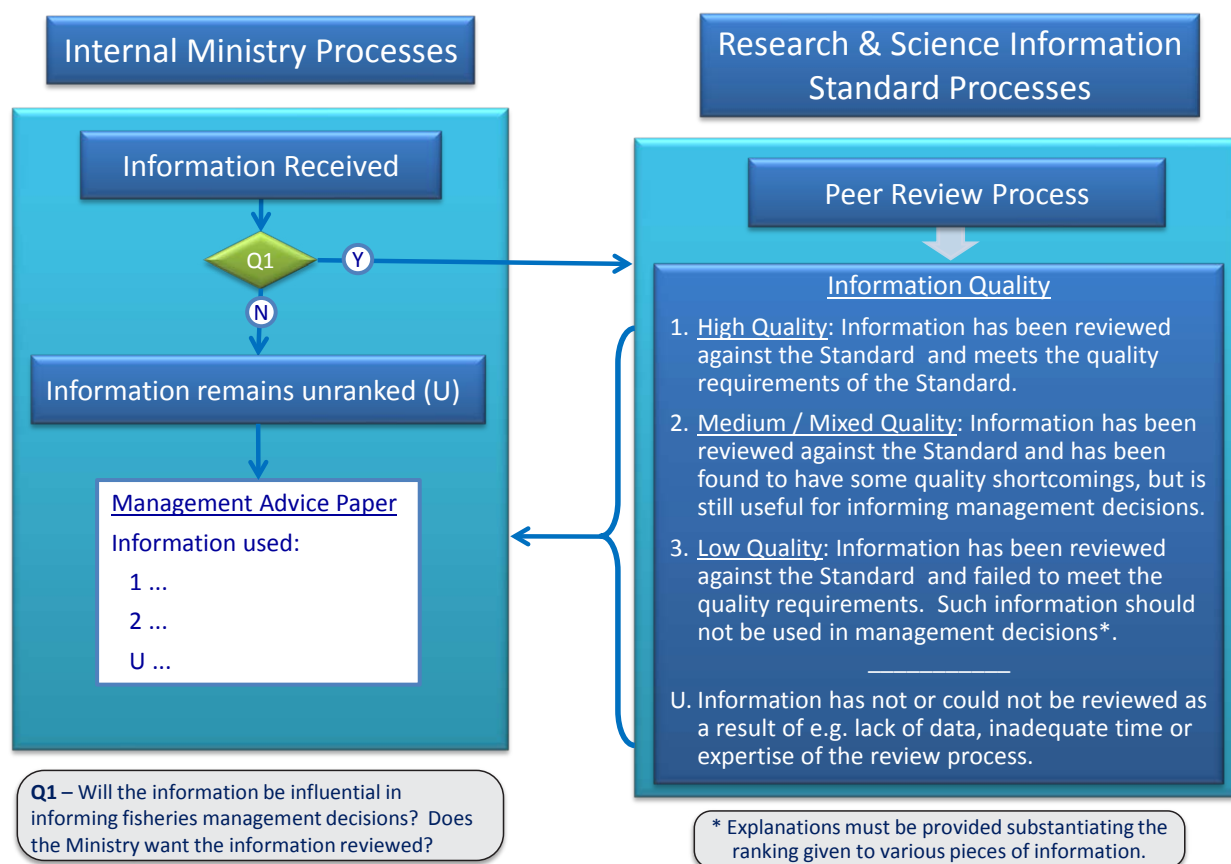 Internal Ministry Processes
Research & Science Information
Standard Processes
Information Received
Q1
Y
N
Information remains unranked (U)
Management Advice Paper
Information used:
1 ...
2 ...
U ...
Q1 – Will the information be influential in
informing fisheries management decisions? Does
the Ministry want the information reviewed?
Peer Review Process
Information Quality
1. High Quality: Information has been reviewed
against the Standard and meets the quality
requirements of the Standard.
2. Medium / Mixed Quality: Information has been
reviewed against the Standard and has been
found to have some quality shortcomings, but is
still useful for informing management decisions.
3. Low Quality: Information has been reviewed
against the Standard and failed to meet the
quality requirements. Such information should
not be used in management decisions*.
U. Information has not or could not be reviewed as
a result of e.g. lack of data, inadequate time or
expertise of the review process.
* Explanations must be provided substantiating the
ranking given to various pieces of information.